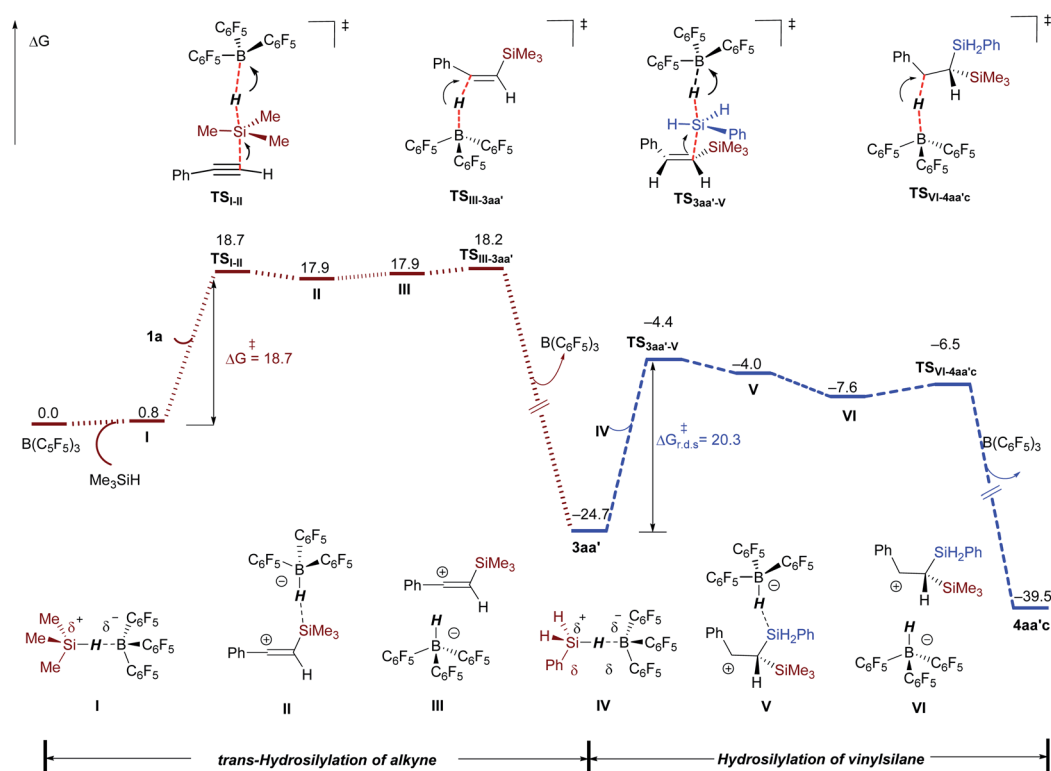 ΔG
‡
C6F5
C6F5
C6F5
B
H
Me
Si
Me
Me
Ph
H
TSI-II
‡
SiMe3
Ph
H
H
B
C6F5
C6F5
C6F5
TSIII-3aa'
‡
C6F5
C6F5
C6F5
B
H
H
H
Si
Ph
Ph
SiMe3
H
H
TS3aa'-V
‡
SiH2Ph
Ph
SiMe3
H
H
B
C6F5
C6F5
C6F5
TSVI-4aa'c
18.7
TSI-II
17.9
II
17.9
III
18.2
TSIII-3aa'
1a
ΔG‡ = 18.7
B(C6F5)3
0.0
B(C5F5)3
0.8
I
Me3SiH
–24.7
3aa'
IV
–4.4
TS3aa'-V
ΔG‡r.d.s = 20.3
–4.0
V
–7.6
VI
–6.5
TSVI-4aa'c
B(C6F5)3
–39.5
4aa'c
Me
δ+
δ–
C6F5
Me
Si
H
B
C6F5
Me
C6F5
I
C6F5
C6F5
C6F5
B
⊖
H
SiMe3
⊕
Ph
H
II
SiMe3
⊕
Ph
H
H
B
⊖
C6F5
C6F5
C6F5
III
H
δ+
δ–
C6F5
H
Si
H
B
C6F5
Ph
δ
δ
C6F5
IV
C6F5
C6F5
C6F5
B
⊖
H
Ph
SiH2Ph
⊕
SiMe3
H
V
Ph
SiH2Ph
⊕
SiMe3
H
H
B
⊖
C6F5
C6F5
C6F5
VI
trans-Hydrosilylation of alkyne
Hydrosilylation of vinylsilane